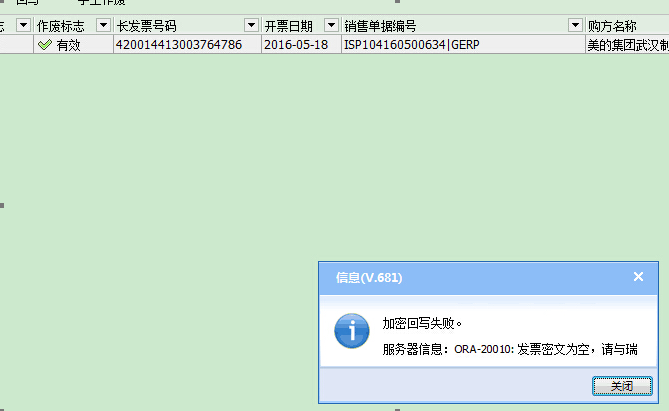 作废标志 长发票号码 开票日期 销售单据编号 购方名称
有效 420014413003764786 2016-05-18 ISP104160500634|GERP 美的集团武汉制
信息(V.681)
加密回写失败。
服务器信息: ORA-20010: 发票密文为空，请与瑞
关闭